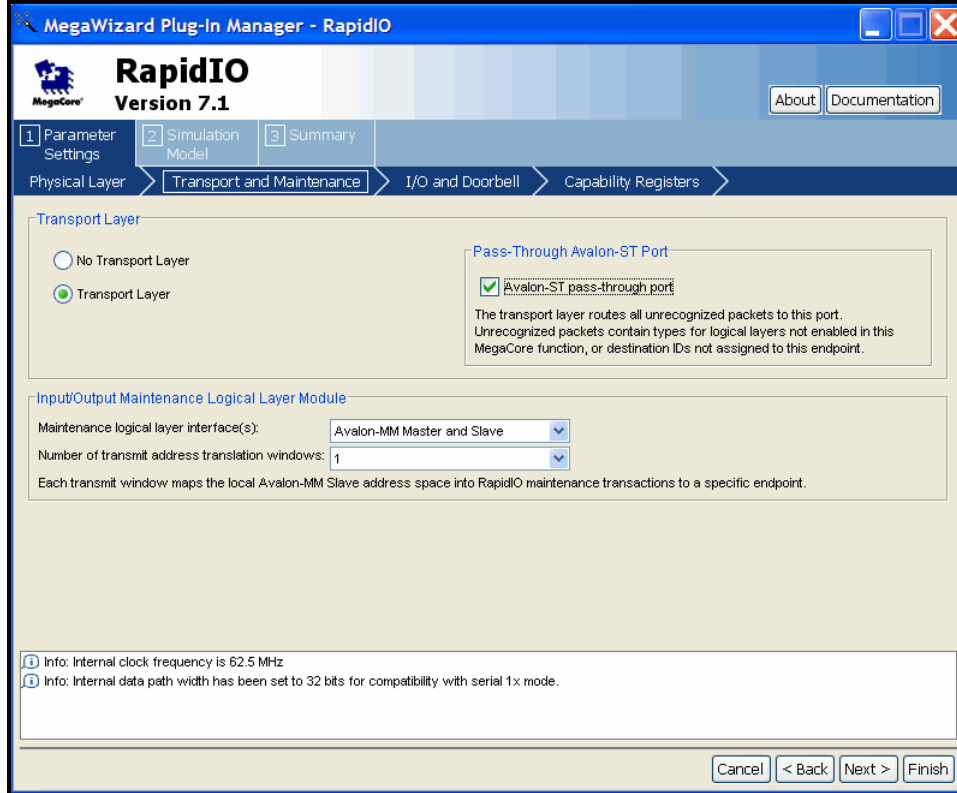 MegaWizard Plug-In Manager - RapidIO
MegaCore®
RapidIO
Version 7.1
About
Documentation
1 Parameter Settings
2 Simulation Model
3 Summary
Physical Layer
Transport and Maintenance
I/O and Doorbell
Capability Registers
Transport Layer
No Transport Layer
Transport Layer
Pass-Through Avalon-ST Port
Avalon-ST pass-through port
The transport layer routes all unrecognized packets to this port.
Unrecognized packets contain types for logical layers not enabled in this
MegaCore function, or destination IDs not assigned to this endpoint.
Input/Output Maintenance Logical Layer Module
Maintenance logical layer interface(s):
Avalon-MM Master and Slave
Number of transmit address translation windows:
1
Each transmit window maps the local Avalon-MM Slave address space into RapidIO maintenance transactions to a specific endpoint.
Info: Internal clock frequency is 62.5 MHz
Info: Internal data path width has been set to 32 bits for compatibility with serial 1x mode.
Cancel
< Back
Next >
Finish